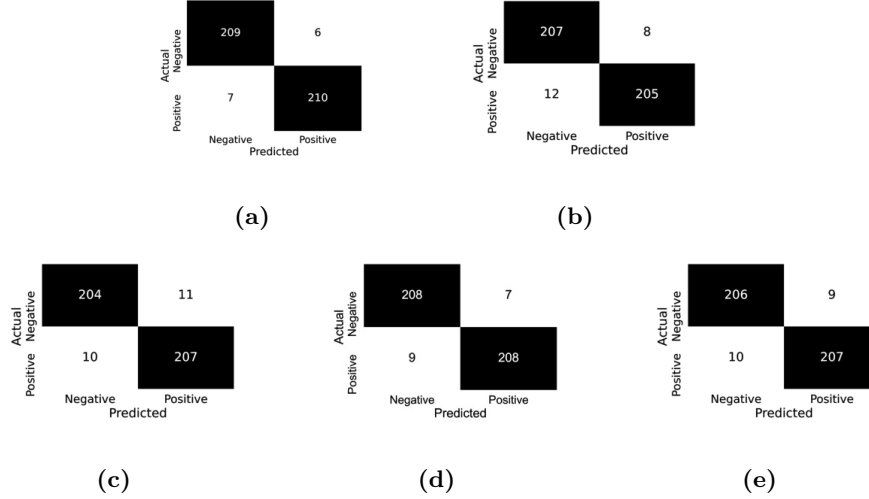 209 6
7 210
Actual
Negative
Positive
Negative Positive
Predicted
(a)
207 8
12 205
Actual
Negative
Positive
Negative Positive
Predicted
(b)
204 11
10 207
Actual
Negative
Positive
Negative Positive
Predicted
(c)
208 7
9 208
Actual
Negative
Positive
Negative Positive
Predicted
(d)
206 9
10 207
Actual
Negative
Positive
Negative Positive
Predicted
(e)